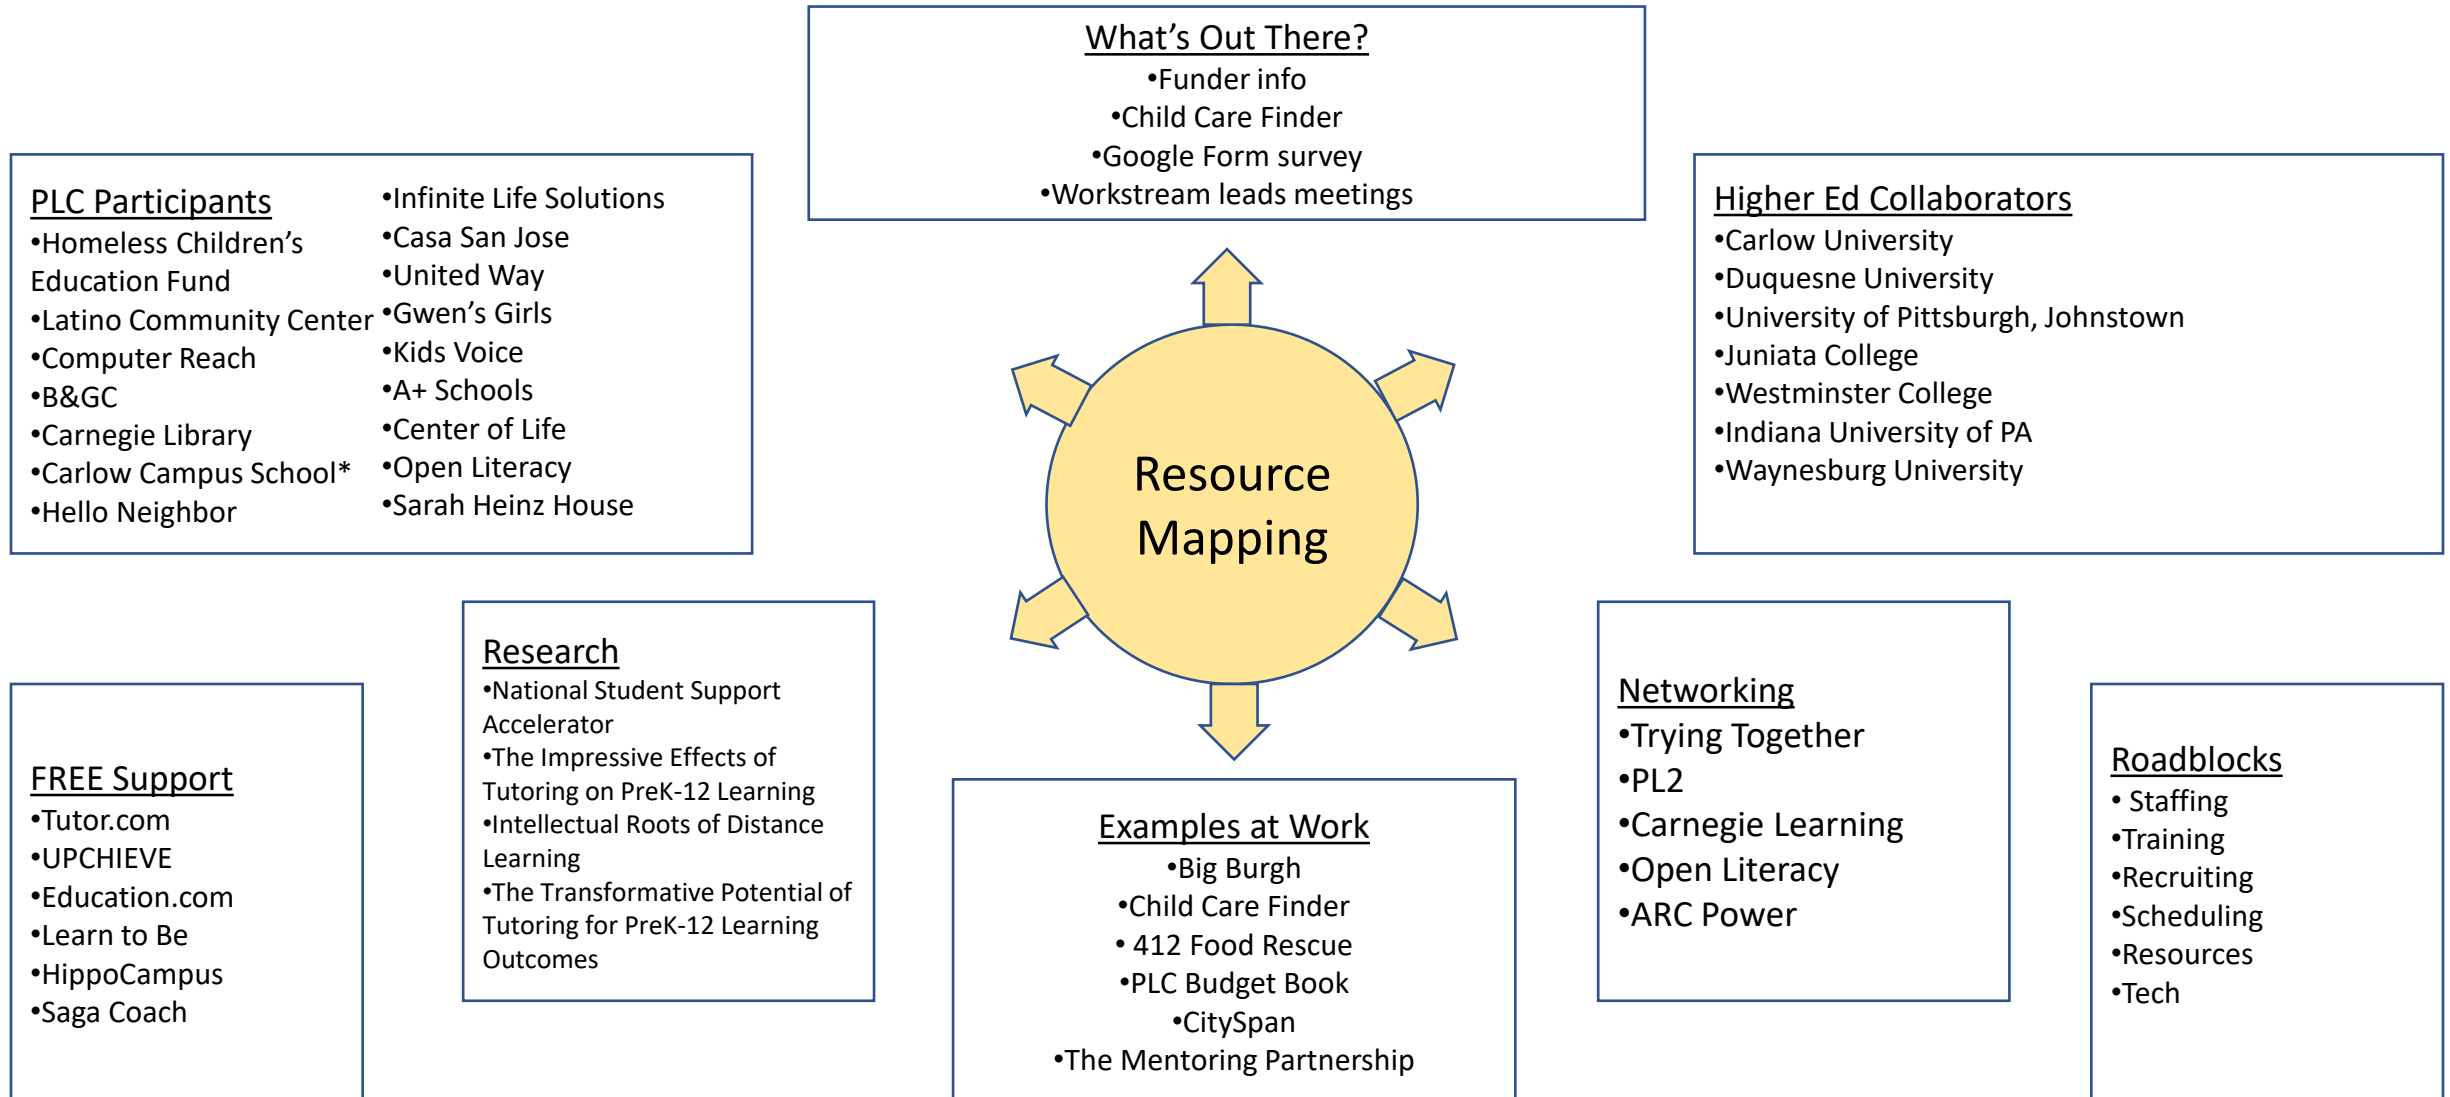 What's Out There?
•Funder info
•Child Care Finder
•Google Form survey
•Workstream leads meetings
PLC Participants
•Homeless Children's
Education Fund
•Latino Community Center
•Computer Reach
•B&GC
•Carnegie Library
•Carlow Campus School*
•Hello Neighbor
•Infinite Life Solutions
•Casa San Jose
•United Way
•Gwen's Girls
•Kids Voice
•A+ Schools
•Center of Life
•Open Literacy
•Sarah Heinz House
Higher Ed Collaborators
•Carlow University
•Duquesne University
•University of Pittsburgh, Johnstown
•Juniata College
•Westminster College
•Indiana University of PA
•Waynesburg University
Resource
Mapping
FREE Support
•Tutor.com
•UPCHIEVE
•Education.com
•Learn to Be
•HippoCampus
•Saga Coach
Research
•National Student Support
Accelerator
•The Impressive Effects of
Tutoring on PreK-12 Learning
•Intellectual Roots of Distance
Learning
•The Transformative Potential of
Tutoring for PreK-12 Learning
Outcomes
Examples at Work
•Big Burgh
•Child Care Finder
• 412 Food Rescue
•PLC Budget Book
•CitySpan
•The Mentoring Partnership
Networking
•Trying Together
•PL2
•Carnegie Learning
•Open Literacy
•ARC Power
Roadblocks
• Staffing
•Training
•Recruiting
•Scheduling
•Resources
•Tech